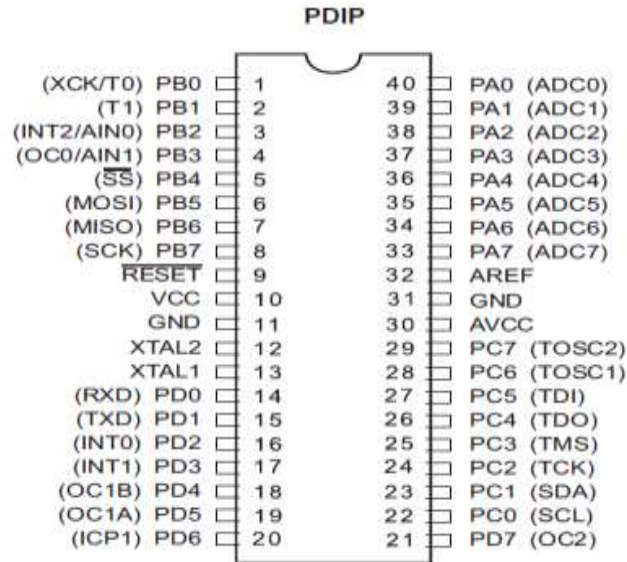 PDIP
(XCK/T0) PB0 1 40 PA0 (ADC0)
(T1) PB1 2 39 PA1 (ADC1)
(INT2/AIN0) PB2 3 38 PA2 (ADC2)
(OC0/AIN1) PB3 4 37 PA3 (ADC3)
(SS) PB4 5 36 PA4 (ADC4)
(MOSI) PB5 6 35 PA5 (ADC5)
(MISO) PB6 7 34 PA6 (ADC6)
(SCK) PB7 8 33 PA7 (ADC7)
RESET 9 32 AREF
VCC 10 31 GND
GND 11 30 AVCC
XTAL2 12 29 PC7 (TOSC2)
XTAL1 13 28 PC6 (TOSC1)
(RXD) PD0 14 27 PC5 (TDI)
(TXD) PD1 15 26 PC4 (TDO)
(INT0) PD2 16 25 PC3 (TMS)
(INT1) PD3 17 24 PC2 (TCK)
(OC1B) PD4 18 23 PC1 (SDA)
(OC1A) PD5 19 22 PC0 (SCL)
(ICP1) PD6 20 21 PD7 (OC2)